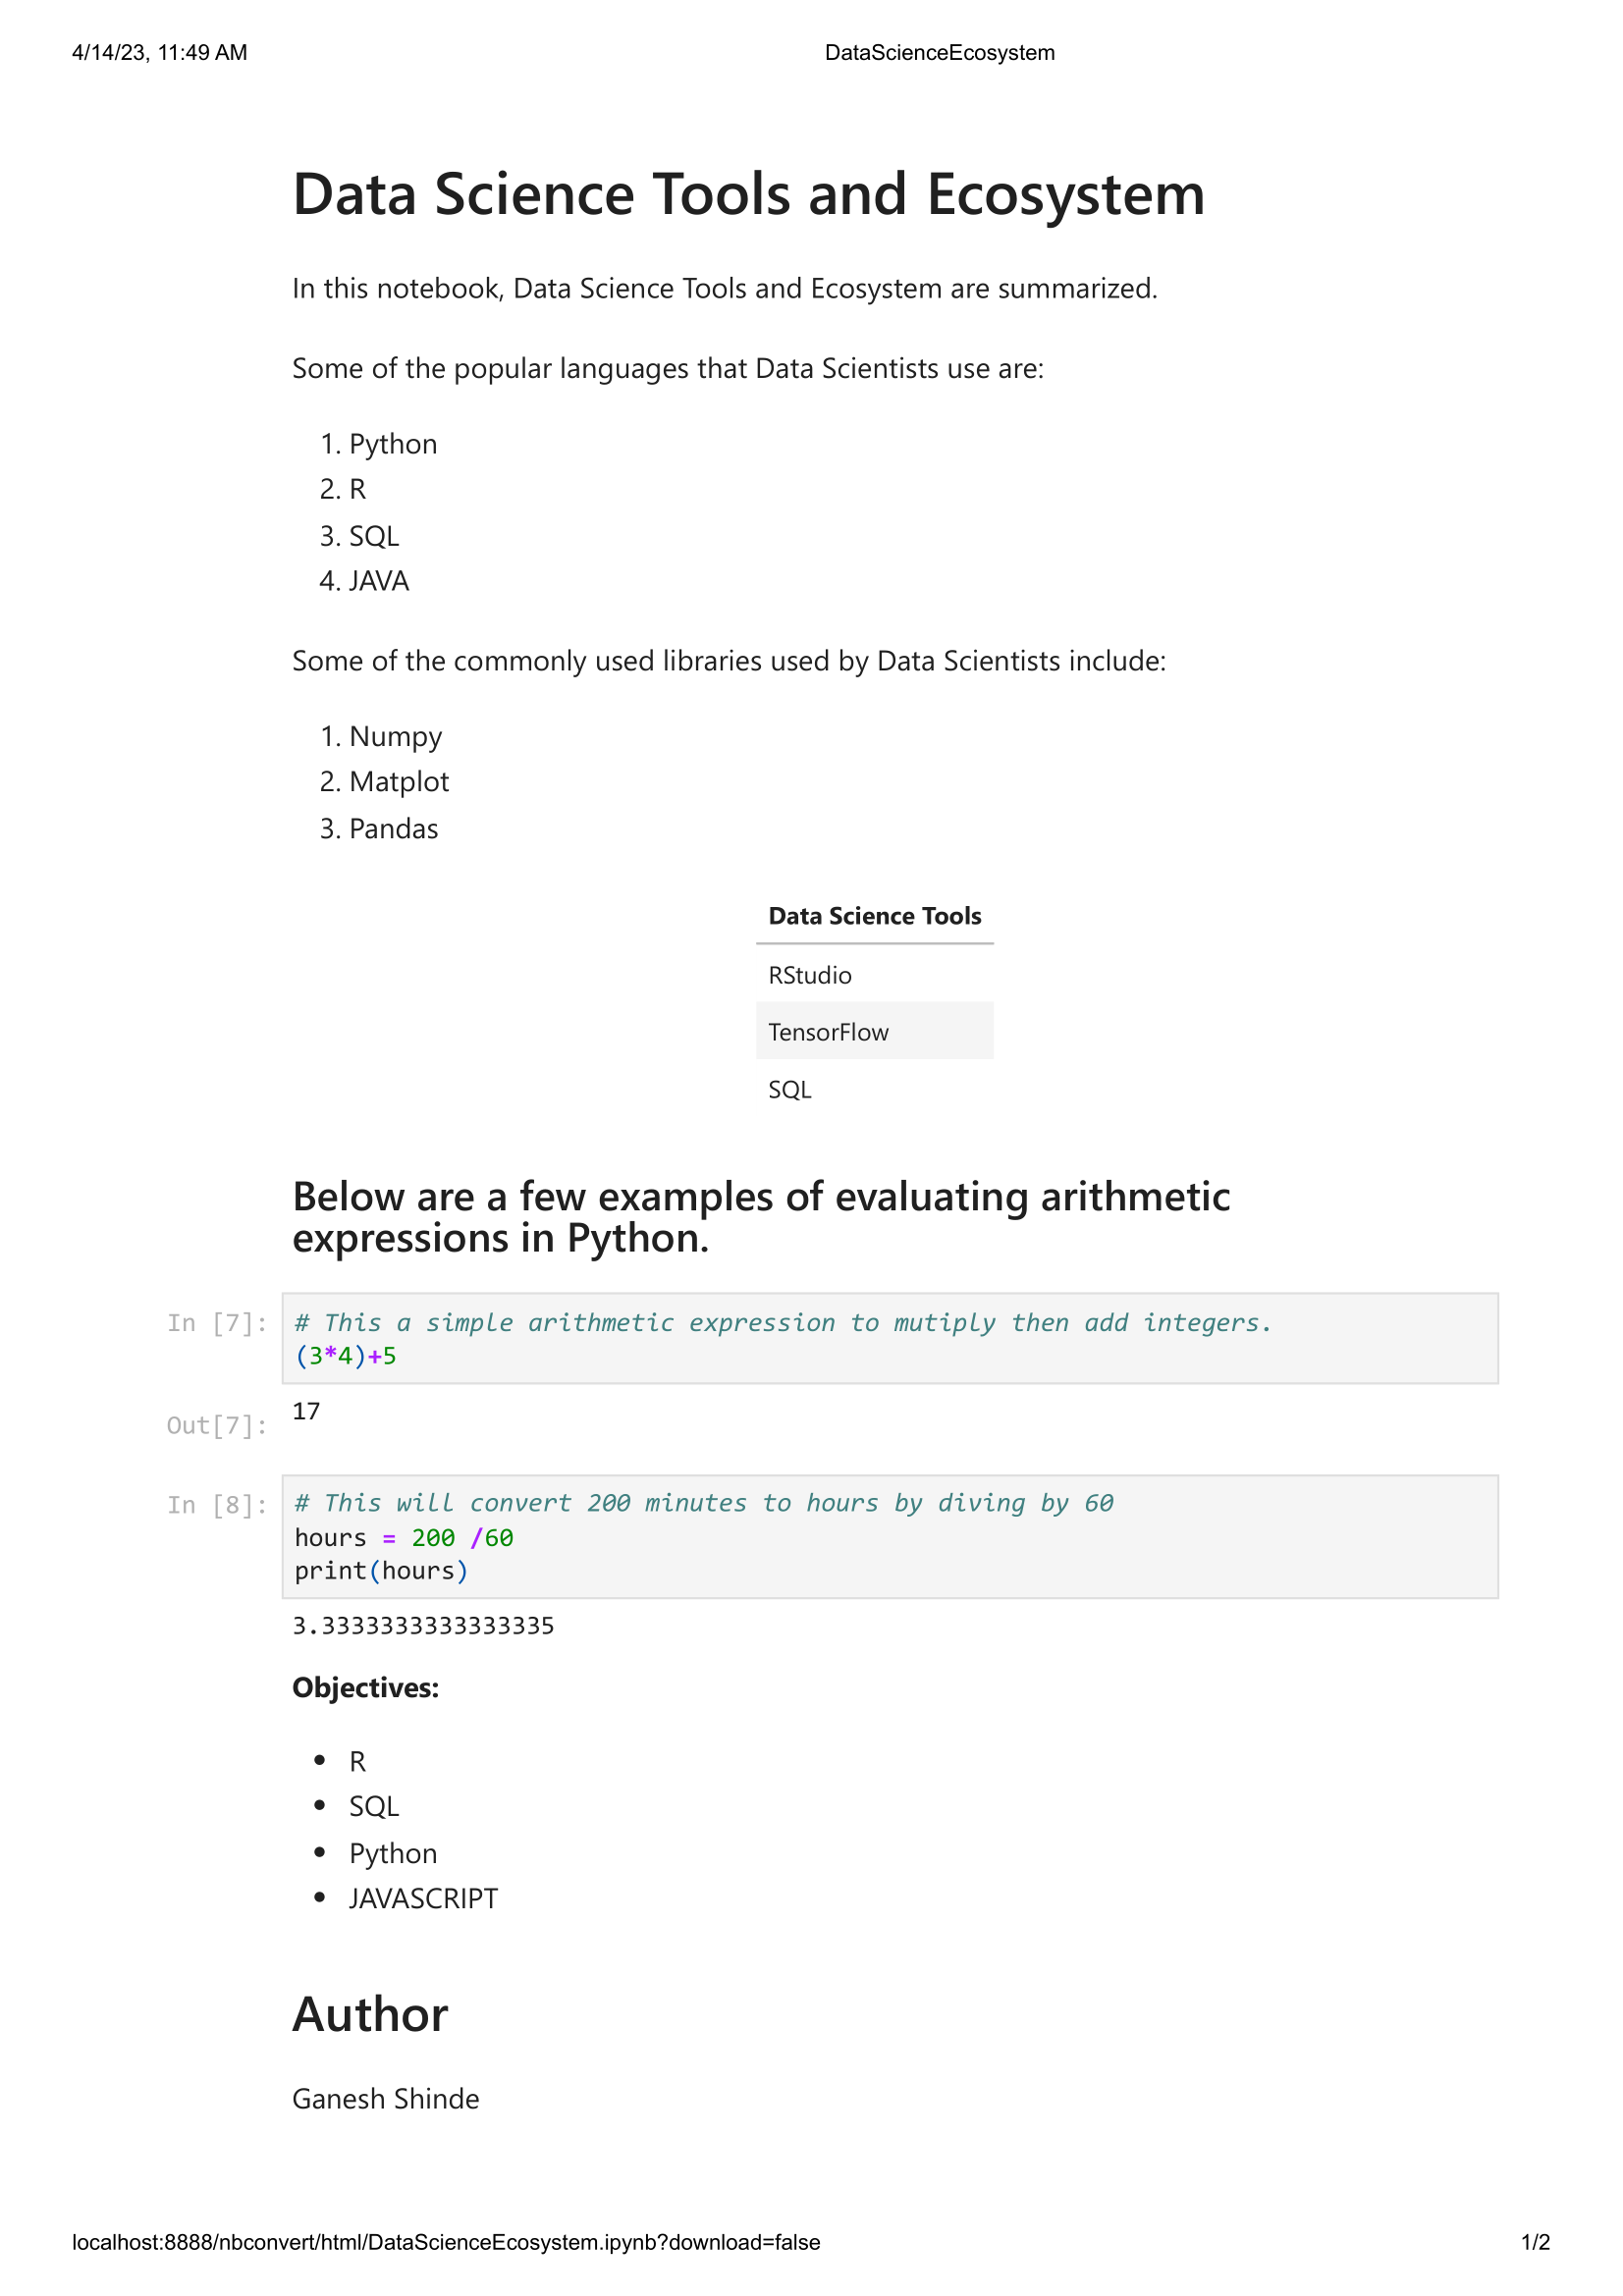 4/14/23, 11:49 AM
DataScienceEcosystem
Data Science Tools and Ecosystem
In this notebook, Data Science Tools and Ecosystem are summarized.
Some of the popular languages that Data Scientists use are:
1. Python
2. R
3. SQL
4. JAVA
Some of the commonly used libraries used by Data Scientists include:
1. Numpy
2. Matplot
3. Pandas
Data Science Tools
RStudio
TensorFlow
SQL
Below are a few examples of evaluating arithmetic
expressions in Python.
In [7]:
# This a simple arithmetic expression to mutiply then add integers.
(3*4)+5
Out[7]:
17
In [8]:
# This will convert 200 minutes to hours by diving by 60
hours = 200 /60
print(hours)
3.3333333333333335
Objectives:
• R
• SQL
• Python
• JAVASCRIPT
Author
Ganesh Shinde
localhost:8888/nbconvert/html/DataScienceEcosystem.ipynb?download=false
1/2